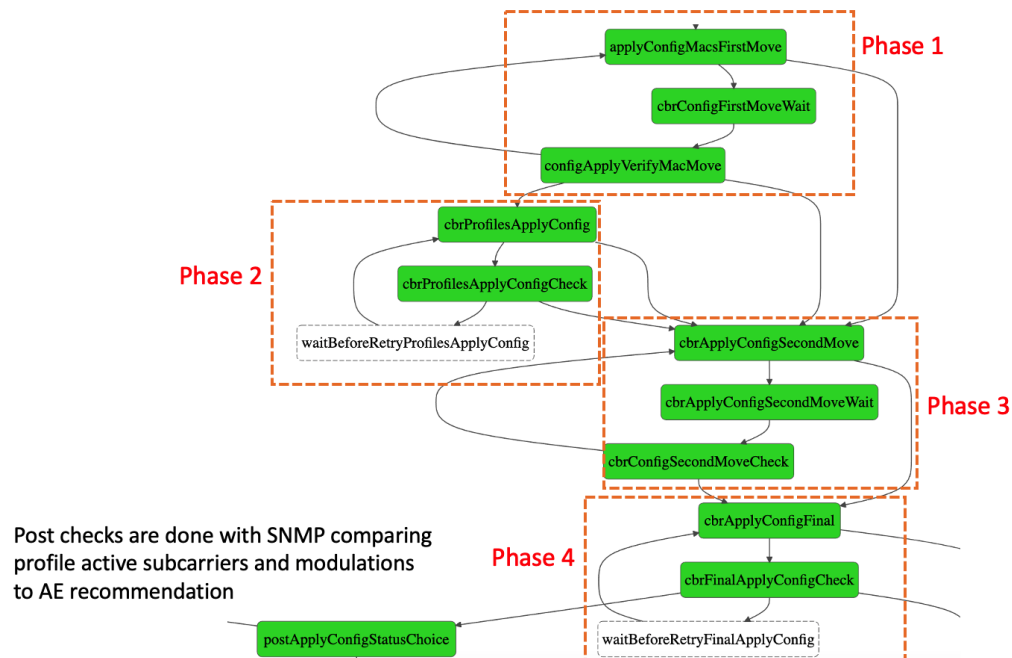 applyConfigMacsFirstMove
Phase 1
cbrConfigFirstMoveWait
configApplyVerifyMacMove
cbrProfilesApplyConfig
Phase 2
cbrProfilesApplyConfigCheck
waitBeforeRetryProfilesApplyConfig
cbrApplyConfigSecondMove
cbrApplyConfigSecondMoveWait
Phase 3
cbrConfigSecondMoveCheck
cbrApplyConfigFinal
Post checks are done with SNMP comparing
profile active subcarriers and modulations
to AE recommendation
Phase 4
cbrFinalApplyConfigCheck
postApplyConfigStatusChoice
waitBeforeRetryFinalApplyConfig